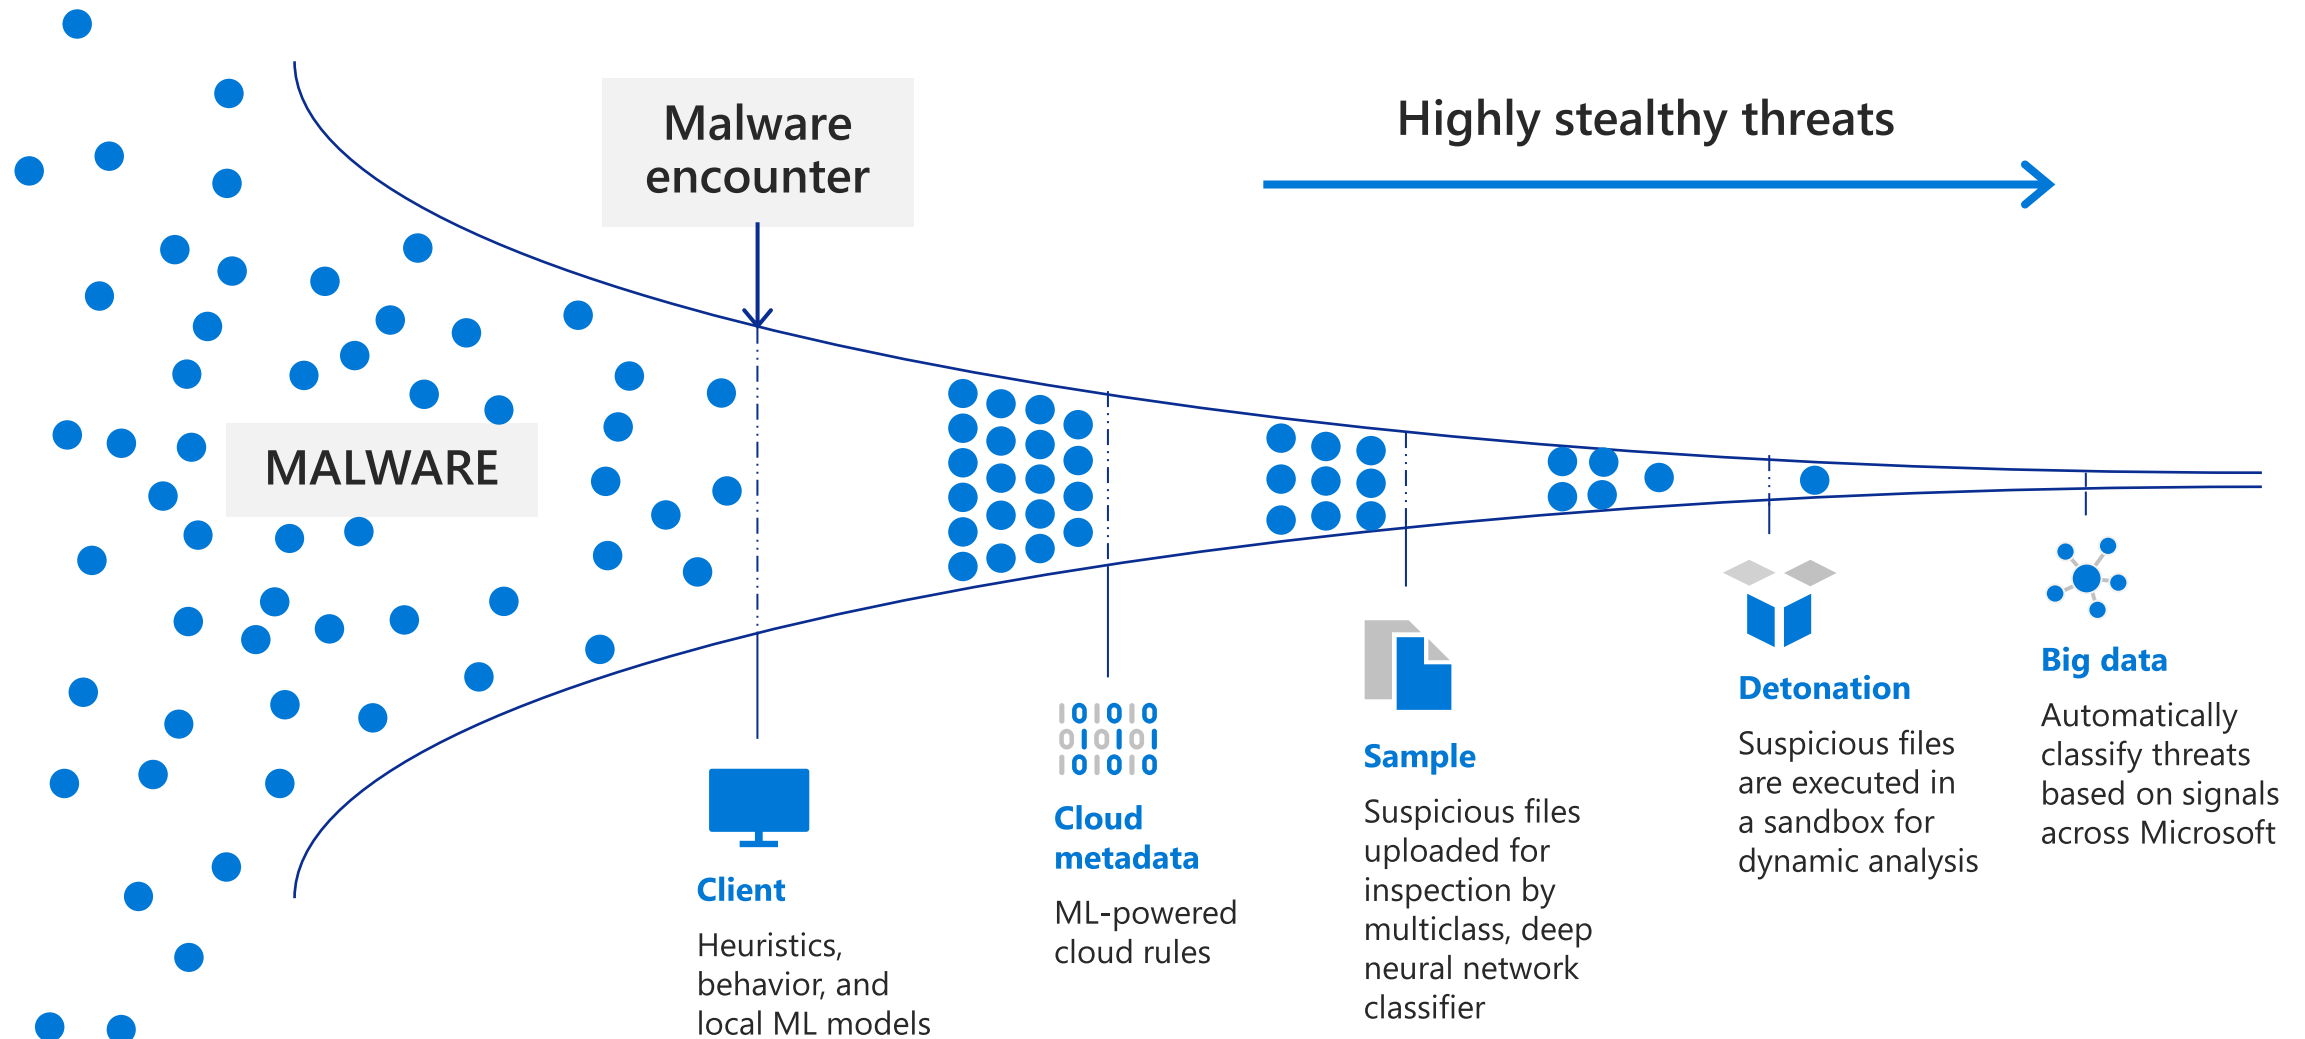 Malware
encounter
Highly stealthy threats
MALWARE
Client
Heuristics,
behavior, and
local ML models
Cloud
metadata
ML-powered
cloud rules
Sample
Suspicious files
uploaded for
inspection by
multiclass, deep
neural network
classifier
Detonation
Suspicious files
are executed in
a sandbox for
dynamic analysis
Big data
Automatically
classify threats
based on signals
across Microsoft